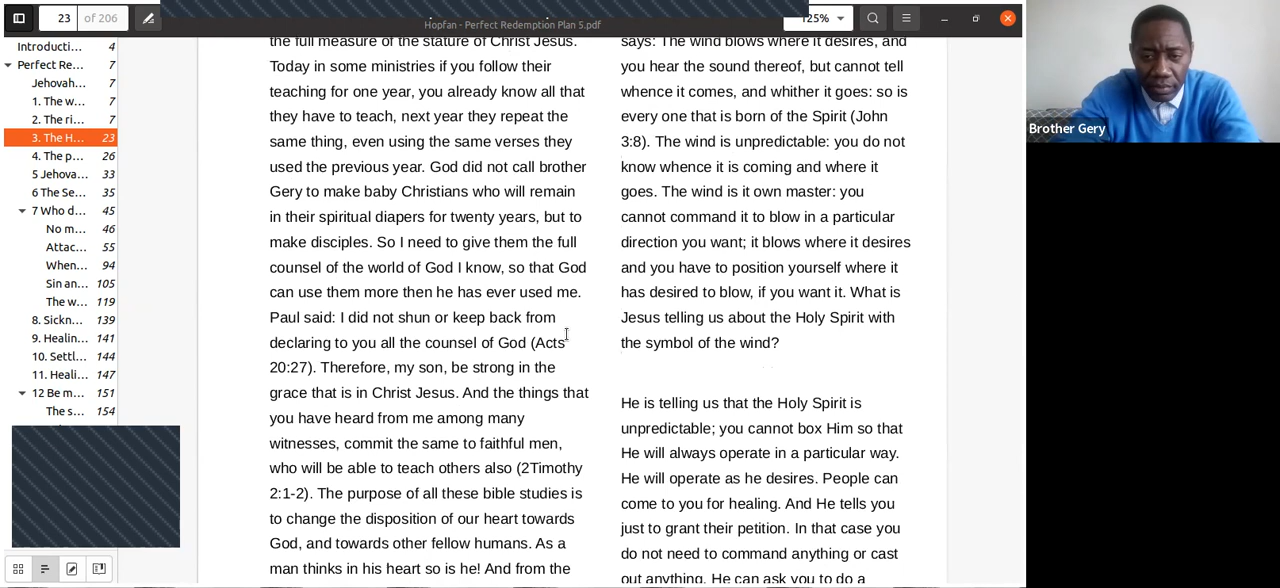 23
of 206
Hopfan - Perfect Redemption Plan 5.pdf
125%
Introducti... 4
Perfect Re... 7
Jehovah... 7
1. The w... 7
2. The ri... 7
3. The H... 23
4. The p... 26
5 Jehova... 33
6 The Se... 35
7 Who d... 45
No m... 46
Attac... 55
When... 94
Sin an... 105
The w... 119
8. Sickn... 139
9. Healin... 141
10. Settl... 144
11. Heali... 147
12 Be m... 151
The s... 154
the full measure of the stature of Christ Jesus.
Today in some ministries if you follow their
teaching for one year, you already know all that
they have to teach, next year they repeat the
same thing, even using the same verses they
used the previous year. God did not call brother
Gery to make baby Christians who will remain
in their spiritual diapers for twenty years, but to
make disciples. So I need to give them the full
counsel of the world of God I know, so that God
can use them more then he has ever used me.
Paul said: I did not shun or keep back from
declaring to you all the counsel of God (Acts
20:27). Therefore, my son, be strong in the
grace that is in Christ Jesus. And the things that
you have heard from me among many
witnesses, commit the same to faithful men,
who will be able to teach others also (2Timothy
2:1-2). The purpose of all these bible studies is
to change the disposition of our heart towards
God, and towards other fellow humans. As a
man thinks in his heart so is he! And from the
says: The wind blows where it desires, and
you hear the sound thereof, but cannot tell
whence it comes, and whither it goes: so is
every one that is born of the Spirit (John
3:8). The wind is unpredictable: you do not
know whence it is coming and where it
goes. The wind is it own master: you
cannot command it to blow in a particular
direction you want; it blows where it desires
and you have to position yourself where it
has desired to blow, if you want it. What is
Jesus telling us about the Holy Spirit with
the symbol of the wind?
He is telling us that the Holy Spirit is
unpredictable; you cannot box Him so that
He will always operate in a particular way.
He will operate as he desires. People can
come to you for healing. And He tells you
just to grant their petition. In that case you
do not need to command anything or cast
out anything. He can ask you to do a
Brother Gery